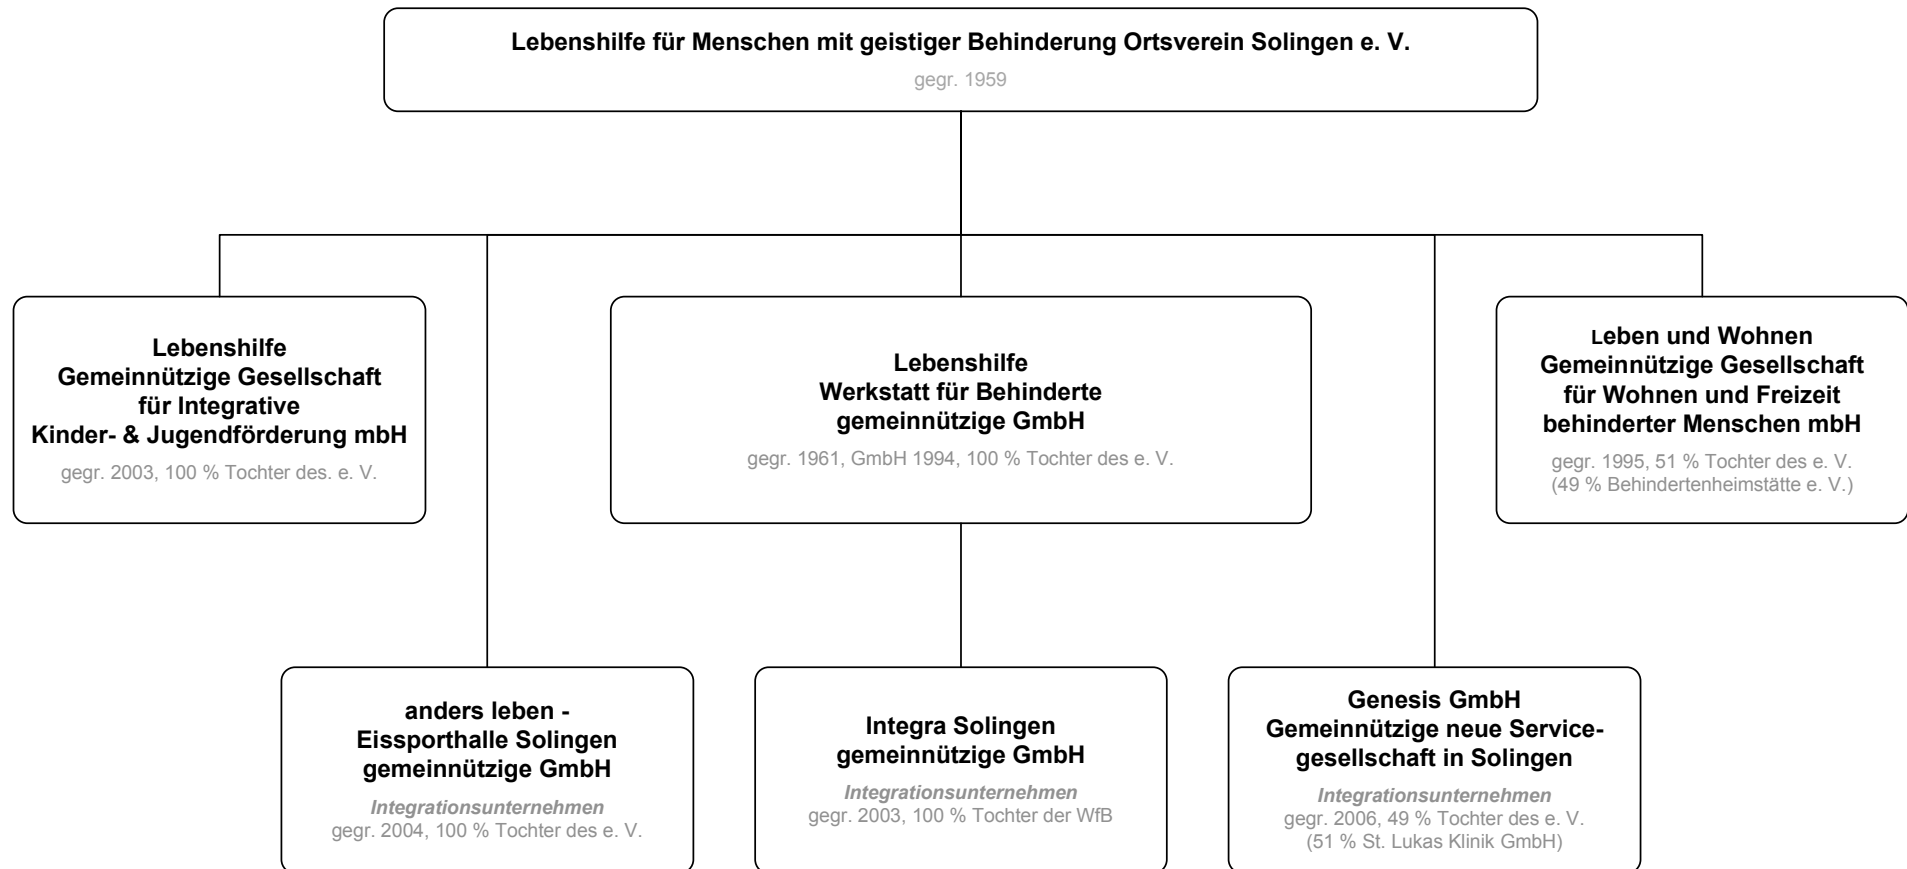 Lebenshilfe für Menschen mit geistiger Behinderung Ortsverein Solingen e. V.
gegr. 1959
Lebenshilfe
Gemeinnützige Gesellschaft
für Integrative
Kinder- & Jugendförderung mbH
gegr. 2003, 100 % Tochter des. e. V.
Lebenshilfe
Werkstatt für Behinderte
gemeinnützige GmbH
gegr. 1961, GmbH 1994, 100 % Tochter des e. V.
Leben und Wohnen
Gemeinnützige Gesellschaft
für Wohnen und Freizeit
behinderter Menschen mbH
gegr. 1995, 51 % Tochter des e. V.
(49 % Behindertenheimstätte e. V.)
anders leben -
Eissporthalle Solingen
gemeinnützige GmbH
Integrationsunternehmen
gegr. 2004, 100 % Tochter des e. V.
Integra Solingen
gemeinnützige GmbH
Integrationsunternehmen
gegr. 2003, 100 % Tochter der WfB
Genesis GmbH
Gemeinnützige neue Service-
gesellschaft in Solingen
Integrationsunternehmen
gegr. 2006, 49 % Tochter des e. V.
(51 % St. Lukas Klinik GmbH)